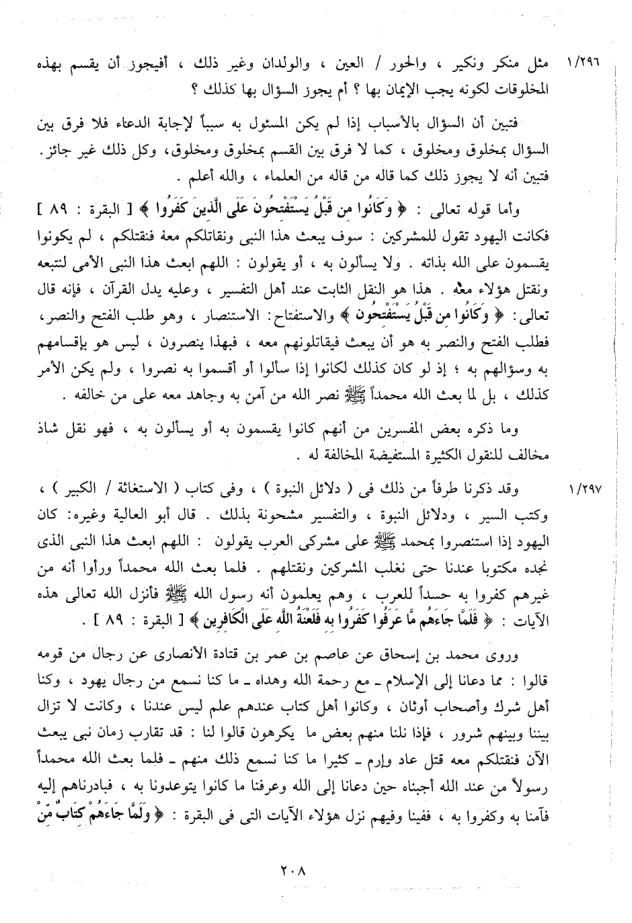 ١/٢٩٦ مثل منكر ونكير ، والحور / العين ، والولدان وغير ذلك ، أفيجوز أن يقسم بهذه
المخلوقات لكونه يجب الإيمان بها ؟ أم يجوز السؤال بها كذلك ؟
فتبين أن السؤال بالأسباب إذا لم يكن المسئول به سبباً لإجابة الدعاء فلا فرق بين
السؤال بمخلوق ومخلوق ، كما لا فرق بين القسم بمخلوق ومخلوق، وكل ذلك غير جائز.
فتبين أنه لا يجوز ذلك كما قاله من قاله من العلماء ، والله أعلم .
وأما قوله تعالى : ﴿ وَكَانُوا مِن قَبْلُ يَسْتَفْتِحُونَ عَلَى الَّذِينَ كَفَرُوا ﴾ [ البقرة : ٨٩ ]
فكانت اليهود تقول للمشركين : سوف يبعث هذا النبى ونقاتلكم معه فنقتلكم ، لم يكونوا
يقسمون على الله بذاته . ولا يسألون به ، أو يقولون : اللهم ابعث هذا النبى الأمى لنتبعه
ونقتل هؤلاء معه . هذا هو النقل الثابت عند أهل التفسير ، وعليه يدل القرآن ، فإنه قال
تعالى: ﴿ وَكَانُوا مِن قَبْلُ يَسْتَفْتِحُون ﴾ والاستفتاح: الاستنصار ، وهو طلب الفتح والنصر،
فطلب الفتح والنصر به هو أن يبعث فيقاتلونهم معه ، فبهذا ينصرون ، ليس هو بإقسامهم
به وسؤالهم به ؛ إذ لو كان كذلك لكانوا إذا سألوا أو أقسموا به نصروا ، ولم يكن الأمر
كذلك ، بل لما بعث الله محمداً ﷺ نصر الله من آمن به وجاهد معه على من خالفه .
وما ذكره بعض المفسرين من أنهم كانوا يقسمون به أو يسألون به ، فهو نقل شاذ
مخالف للنقول الكثيرة المستفيضة المخالفة له .
١/٢٩٧ وقد ذكرنا طرفاً من ذلك فى ( دلائل النبوة ) ، وفى كتاب ( الاستغاثة / الكبير ) ،
وكتب السير ، ودلائل النبوة ، والتفسير مشحونة بذلك . قال أبو العالية وغيره: كان
اليهود إذا استنصروا بمحمد ﷺ على مشركى العرب يقولون : اللهم ابعث هذا النبى الذى
نجده مكتوبا عندنا حتى نغلب المشركين ونقتلهم . فلما بعث الله محمداً ورأوا أنه من
غيرهم كفروا به حسداً للعرب ، وهم يعلمون أنه رسول الله ﷺ فأنزل الله تعالى هذه
الآيات : ﴿ فَلَمَّا جَاءَهُم مَّا عَرَفُوا كَفَرُوا بِهِ فَلَعْنَةُ اللَّهِ عَلَى الْكَافِرِين ﴾ [ البقرة : ٨٩ ] .
وروى محمد بن إسحاق عن عاصم بن عمر بن قتادة الأنصارى عن رجال من قومه
قالوا : مما دعانا إلى الإسلام ـ مع رحمة الله وهداه ـ ما كنا نسمع من رجال يهود ، وكنا
أهل شرك وأصحاب أوثان ، وكانوا أهل كتاب عندهم علم ليس عندنا ، وكانت لا تزال
بيننا وبينهم شرور ، فإذا نلنا منهم بعض ما يكرهون قالوا لنا : قد تقارب زمان نبى يبعث
الآن فنقتلكم معه قتل عاد وإرم ـ كثيرا ما كنا نسمع ذلك منهم ـ فلما بعث الله محمداً
رسولاً من عند الله أجبناه حين دعانا إلى الله وعرفنا ما كانوا يتوعدونا به ، فبادرناهم إليه
فآمنا به وكفروا به ، ففينا وفيهم نزل هؤلاء الآيات التى فى البقرة : ﴿ وَلَمَّا جَاءَهُمْ كِتَابٌ مِّنْ
٢٠٨